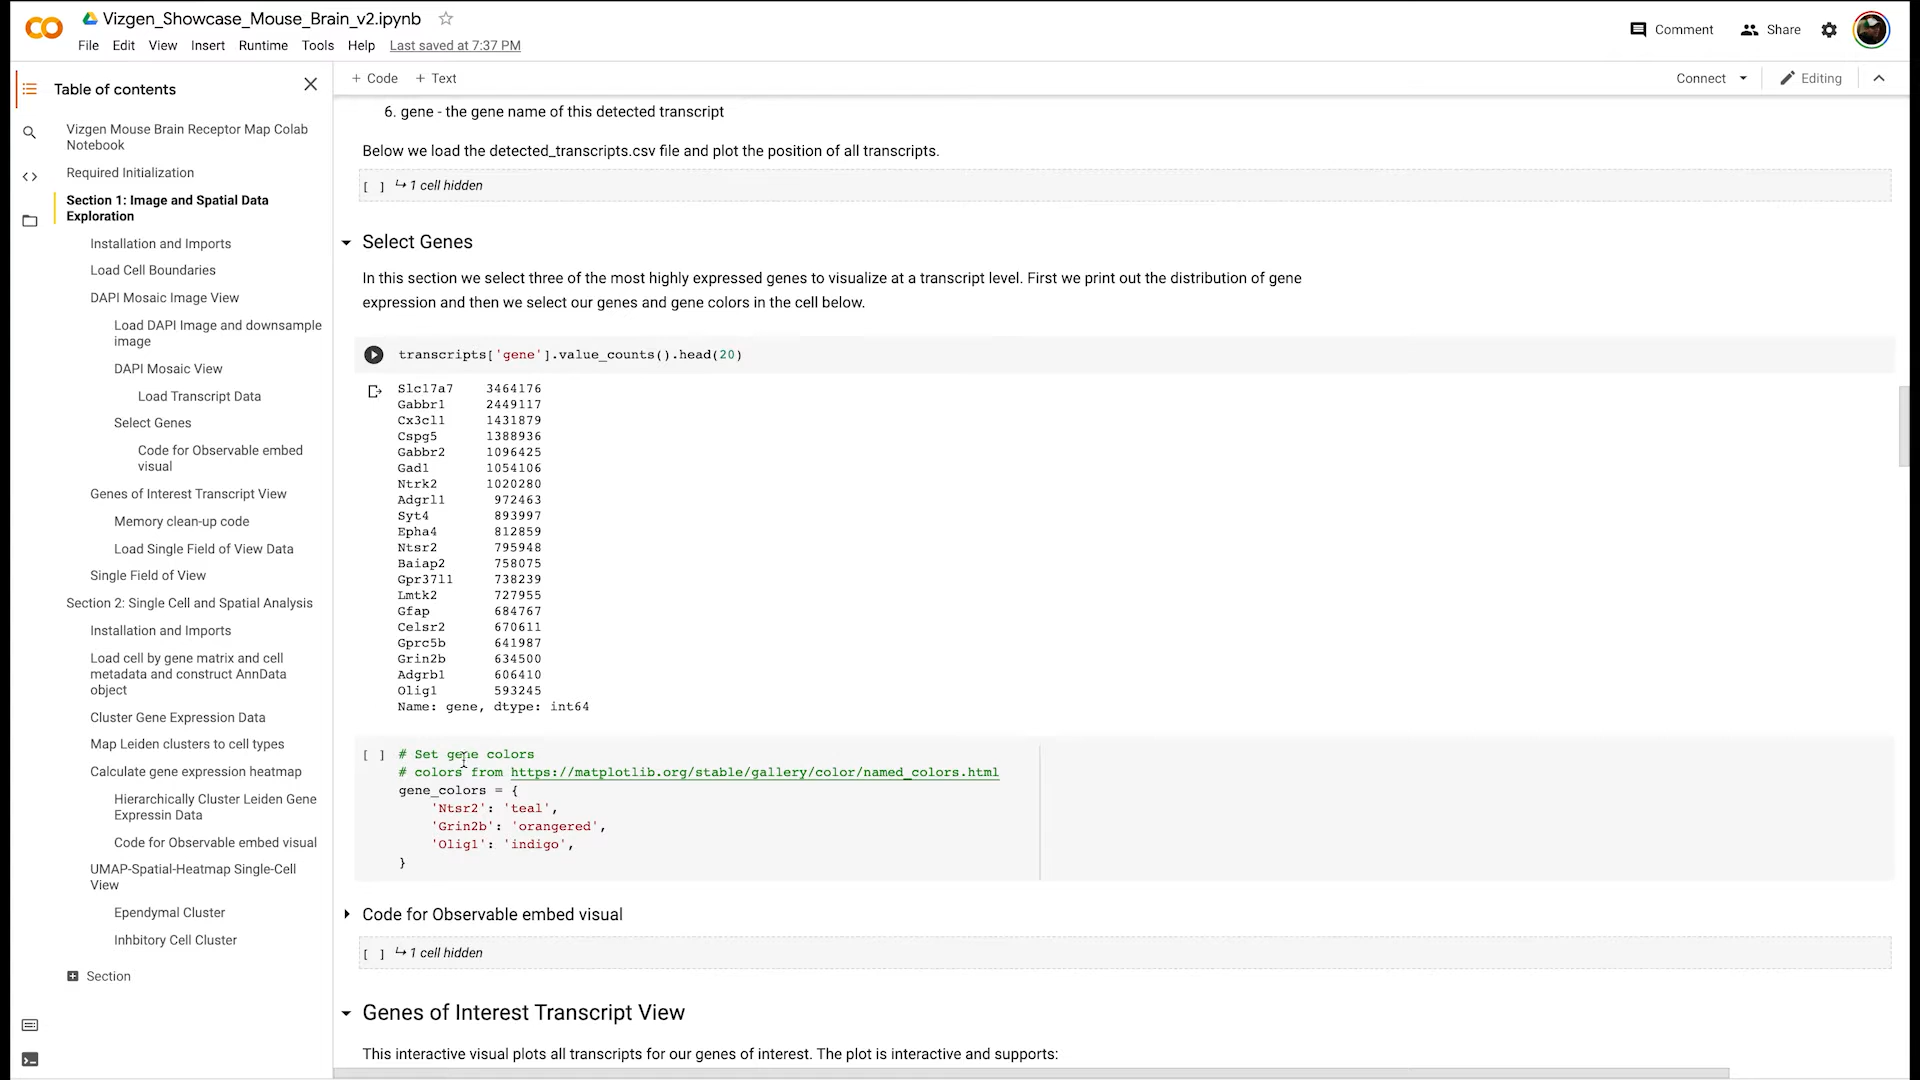 Vizgen_Showcase_Mouse_Brain_v2.ipynb
File Edit View Insert Runtime Tools Help Last saved at 7:37 PM
Comment Share
Table of contents
Vizgen Mouse Brain Receptor Map Colab
Notebook
Required Initialization
Section 1: Image and Spatial Data
Exploration
Installation and Imports
Load Cell Boundaries
DAPI Mosaic Image View
Load DAPI Image and downsample
image
DAPI Mosaic View
Load Transcript Data
Select Genes
Code for Observable embed
visual
Genes of Interest Transcript View
Memory clean-up code
Load Single Field of View Data
Single Field of View
Section 2: Single Cell and Spatial Analysis
Installation and Imports
Load cell by gene matrix and cell
metadata and construct AnnData
object
Cluster Gene Expression Data
Map Leiden clusters to cell types
Calculate gene expression heatmap
Hierarchically Cluster Leiden Gene
Expressin Data
Code for Observable embed visual
UMAP-Spatial-Heatmap Single-Cell
View
Ependymal Cluster
Inhbitory Cell Cluster
Section
+ Code + Text
Connect Editing
6. gene - the gene name of this detected transcript
Below we load the detected_transcripts.csv file and plot the position of all transcripts.
[ ] ↳ 1 cell hidden
Select Genes
In this section we select three of the most highly expressed genes to visualize at a transcript level. First we print out the distribution of gene
expression and then we select our genes and gene colors in the cell below.
transcripts['gene'].value_counts().head(20)
Slc17a7 3464176
Gabbr1 2449117
Cx3cl1 1431879
Cspg5 1388936
Gabbr2 1096425
Gad1 1054106
Ntrk2 1020280
Adgrl1 972463
Syt4 893997
Epha4 812859
Ntsr2 795948
Baiap2 758075
Gpr37l1 738239
Lmtk2 727955
Gfap 684767
Celsr2 670611
Gprc5b 641987
Grin2b 634500
Adgrb1 606410
Olig1 593245
Name: gene, dtype: int64
[ ] # Set gene colors
# colors from https://matplotlib.org/stable/gallery/color/named_colors.html
gene_colors = {
'Ntsr2': 'teal',
'Grin2b': 'orangered',
'Olig1': 'indigo',
}
Code for Observable embed visual
[ ] ↳ 1 cell hidden
Genes of Interest Transcript View
This interactive visual plots all transcripts for our genes of interest. The plot is interactive and supports: